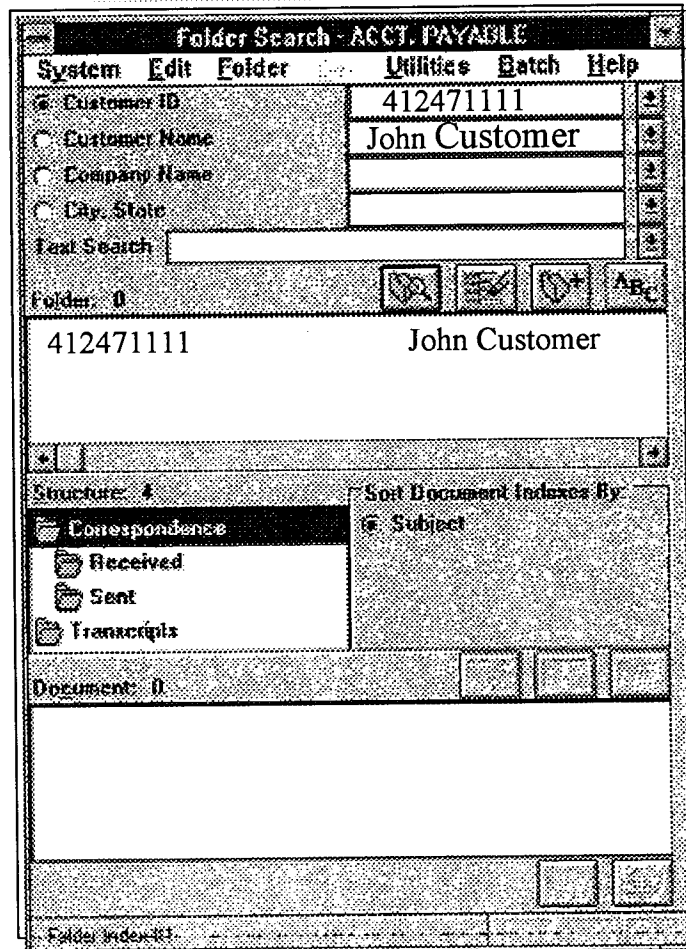 Folder Search - ACCT. PAYABLE
System Edit Folder Utilities Batch Help
Customer ID 412471111
Customer Name John Customer
Company Name
City, State
Text Search
Folder: 0
ABC
412471111 John Customer
Structure: 4
Sort Document Indexes By:
Correspondence
Subject
Received
Sent
Transcripts
Document: 0